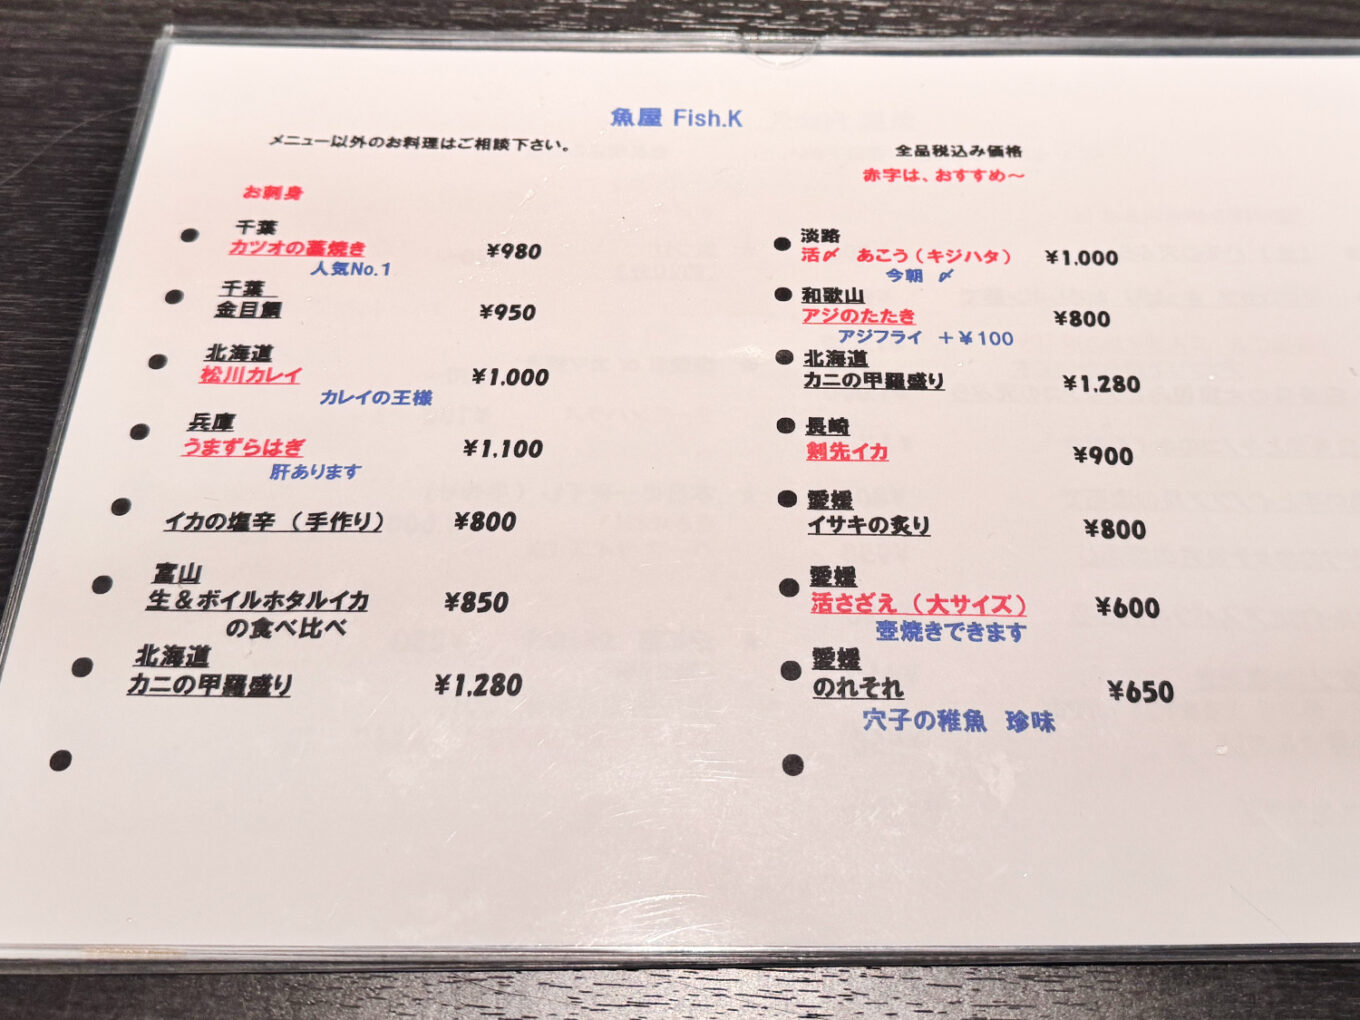 魚屋 Fish.K
メニュー以外のお料理はご相談下さい。
全品税込み価格
赤字は、おすすめ～
お刺身
● 千葉
カツオの藁焼き ¥980
人気No.1
● 千葉
金目鯛 ¥950
● 北海道
松川カレイ ¥1,000
カレイの王様
● 兵庫
うまずらはぎ ¥1,100
肝あります
● イカの塩辛（手作り） ¥800
● 富山
生＆ボイルホタルイカ ¥850
の食べ比べ
● 北海道
カニの甲羅盛り ¥1,280
●
● 淡路
活〆 あこう（キジハタ） ¥1,000
今朝 〆
● 和歌山
アジのたたき ¥800
アジフライ ＋￥100
● 北海道
カニの甲羅盛り ¥1,280
● 長崎
剣先イカ ¥900
● 愛媛
イサキの炙り ¥800
● 愛媛
活さざえ（大サイズ） ¥600
壺焼きできます
● 愛媛
のれそれ ¥650
穴子の稚魚 珍味
●